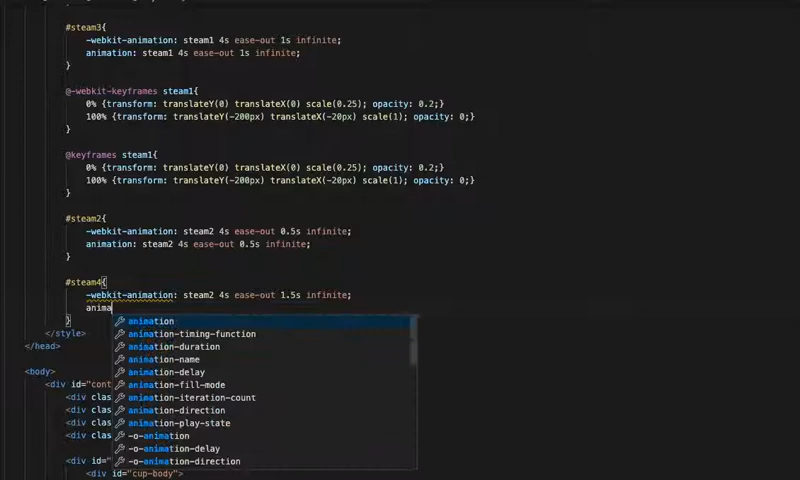 #steam3{
-webkit-animation: steam1 4s ease-out 1s infinite;
animation: steam1 4s ease-out 1s infinite;
}
@-webkit-keyframes steam1{
0% {transform: translateY(0) translateX(0) scale(0.25); opacity: 0.2;}
100% {transform: translateY(-200px) translateX(-20px) scale(1); opacity: 0;}
}
@keyframes steam1{
0% {transform: translateY(0) translateX(0) scale(0.25); opacity: 0.2;}
100% {transform: translateY(-200px) translateX(-20px) scale(1); opacity: 0;}
}
#steam2{
-webkit-animation: steam2 4s ease-out 0.5s infinite;
animation: steam2 4s ease-out 0.5s infinite;
}
#steam4{
-webkit-animation: steam2 4s ease-out 1.5s infinite;
anima
animation
} animation-timing-function
</style> animation-duration
</head> animation-name
<body> animation-delay
<div id="cont animation-fill-mode
<div clas animation-iteration-count
<div clas animation-direction
<div clas animation-play-state
<div clas -o-animation
-o-animation-delay
<div id=" -o-animation-direction
<div id="cup-body">